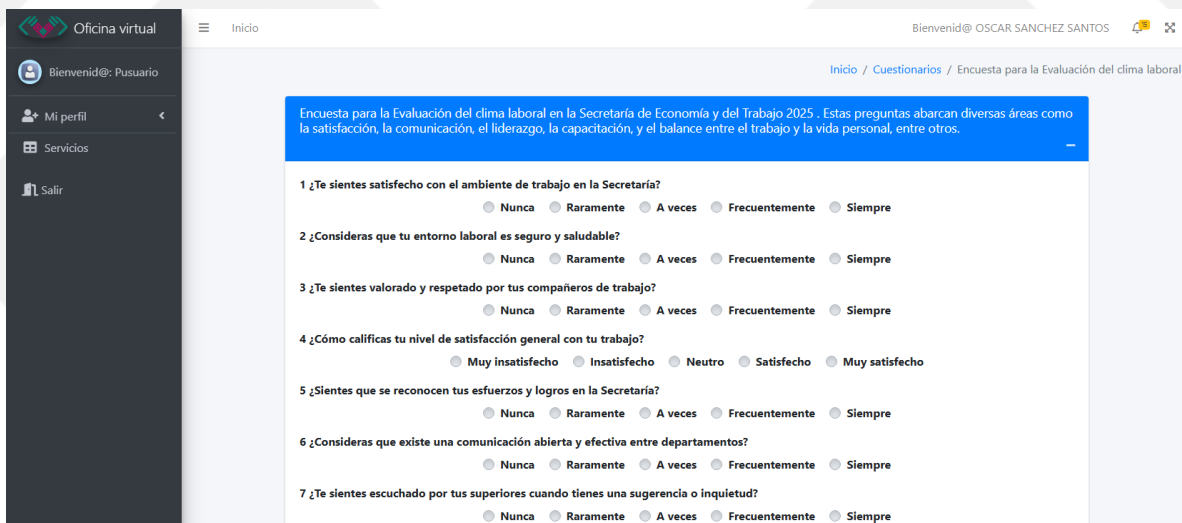 Oficina virtual
Inicio
Bienvenid@ OSCAR SANCHEZ SANTOS
15
Bienvenid@: Pusuario
Inicio / Cuestionarios / Encuesta para la Evaluación del clima laboral
Mi perfil
Servicios
Salir
Encuesta para la Evaluación del clima laboral en la Secretaría de Economía y del Trabajo 2025 . Estas preguntas abarcan diversas áreas como
la satisfacción, la comunicación, el liderazgo, la capacitación, y el balance entre el trabajo y la vida personal, entre otros.
1 ¿Te sientes satisfecho con el ambiente de trabajo en la Secretaría?
Nunca Raramente A veces Frecuentemente Siempre
2 ¿Consideras que tu entorno laboral es seguro y saludable?
Nunca Raramente A veces Frecuentemente Siempre
3 ¿Te sientes valorado y respetado por tus compañeros de trabajo?
Nunca Raramente A veces Frecuentemente Siempre
4 ¿Cómo calificas tu nivel de satisfacción general con tu trabajo?
Muy insatisfecho Insatisfecho Neutro Satisfecho Muy satisfecho
5 ¿Sientes que se reconocen tus esfuerzos y logros en la Secretaría?
Nunca Raramente A veces Frecuentemente Siempre
6 ¿Consideras que existe una comunicación abierta y efectiva entre departamentos?
Nunca Raramente A veces Frecuentemente Siempre
7 ¿Te sientes escuchado por tus superiores cuando tienes una sugerencia o inquietud?
Nunca Raramente A veces Frecuentemente Siempre